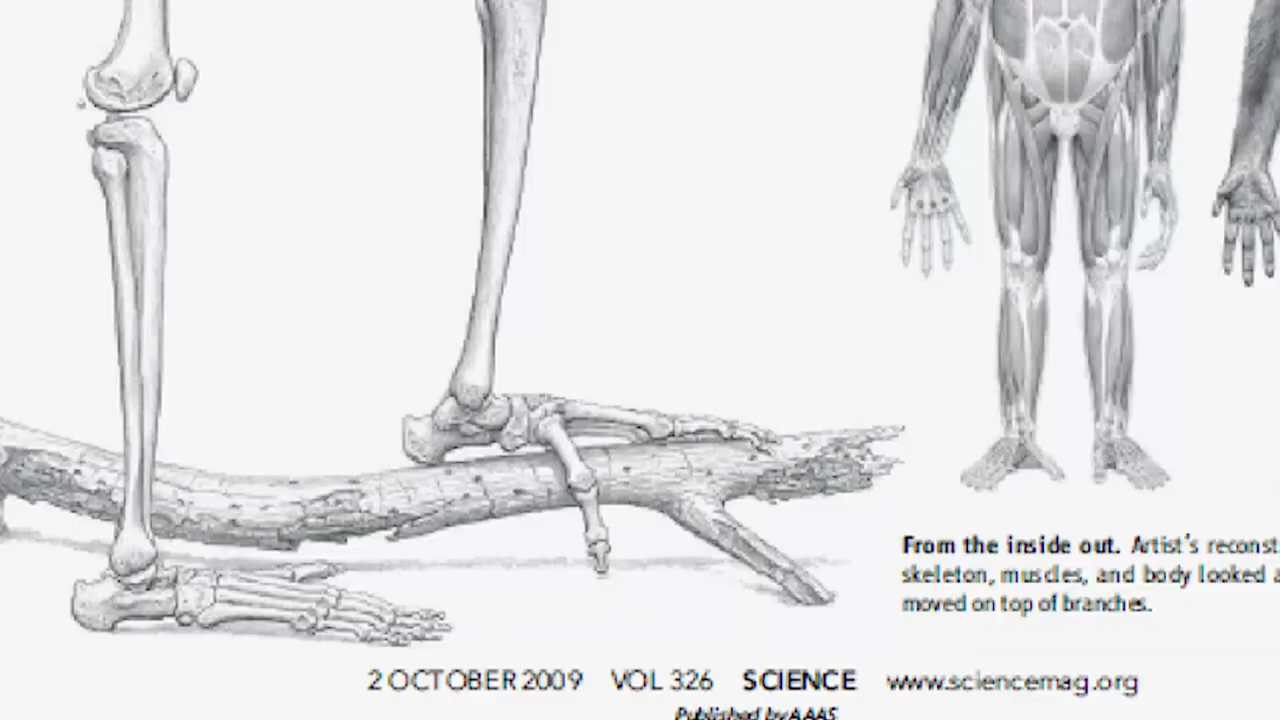 From the inside out. Artist's
skeleton, muscles, and body looked
moved on top of branches.
2 OCTOBER 2009 VOL 326 SCIENCE www.sciencemag.org
Published by AAAS